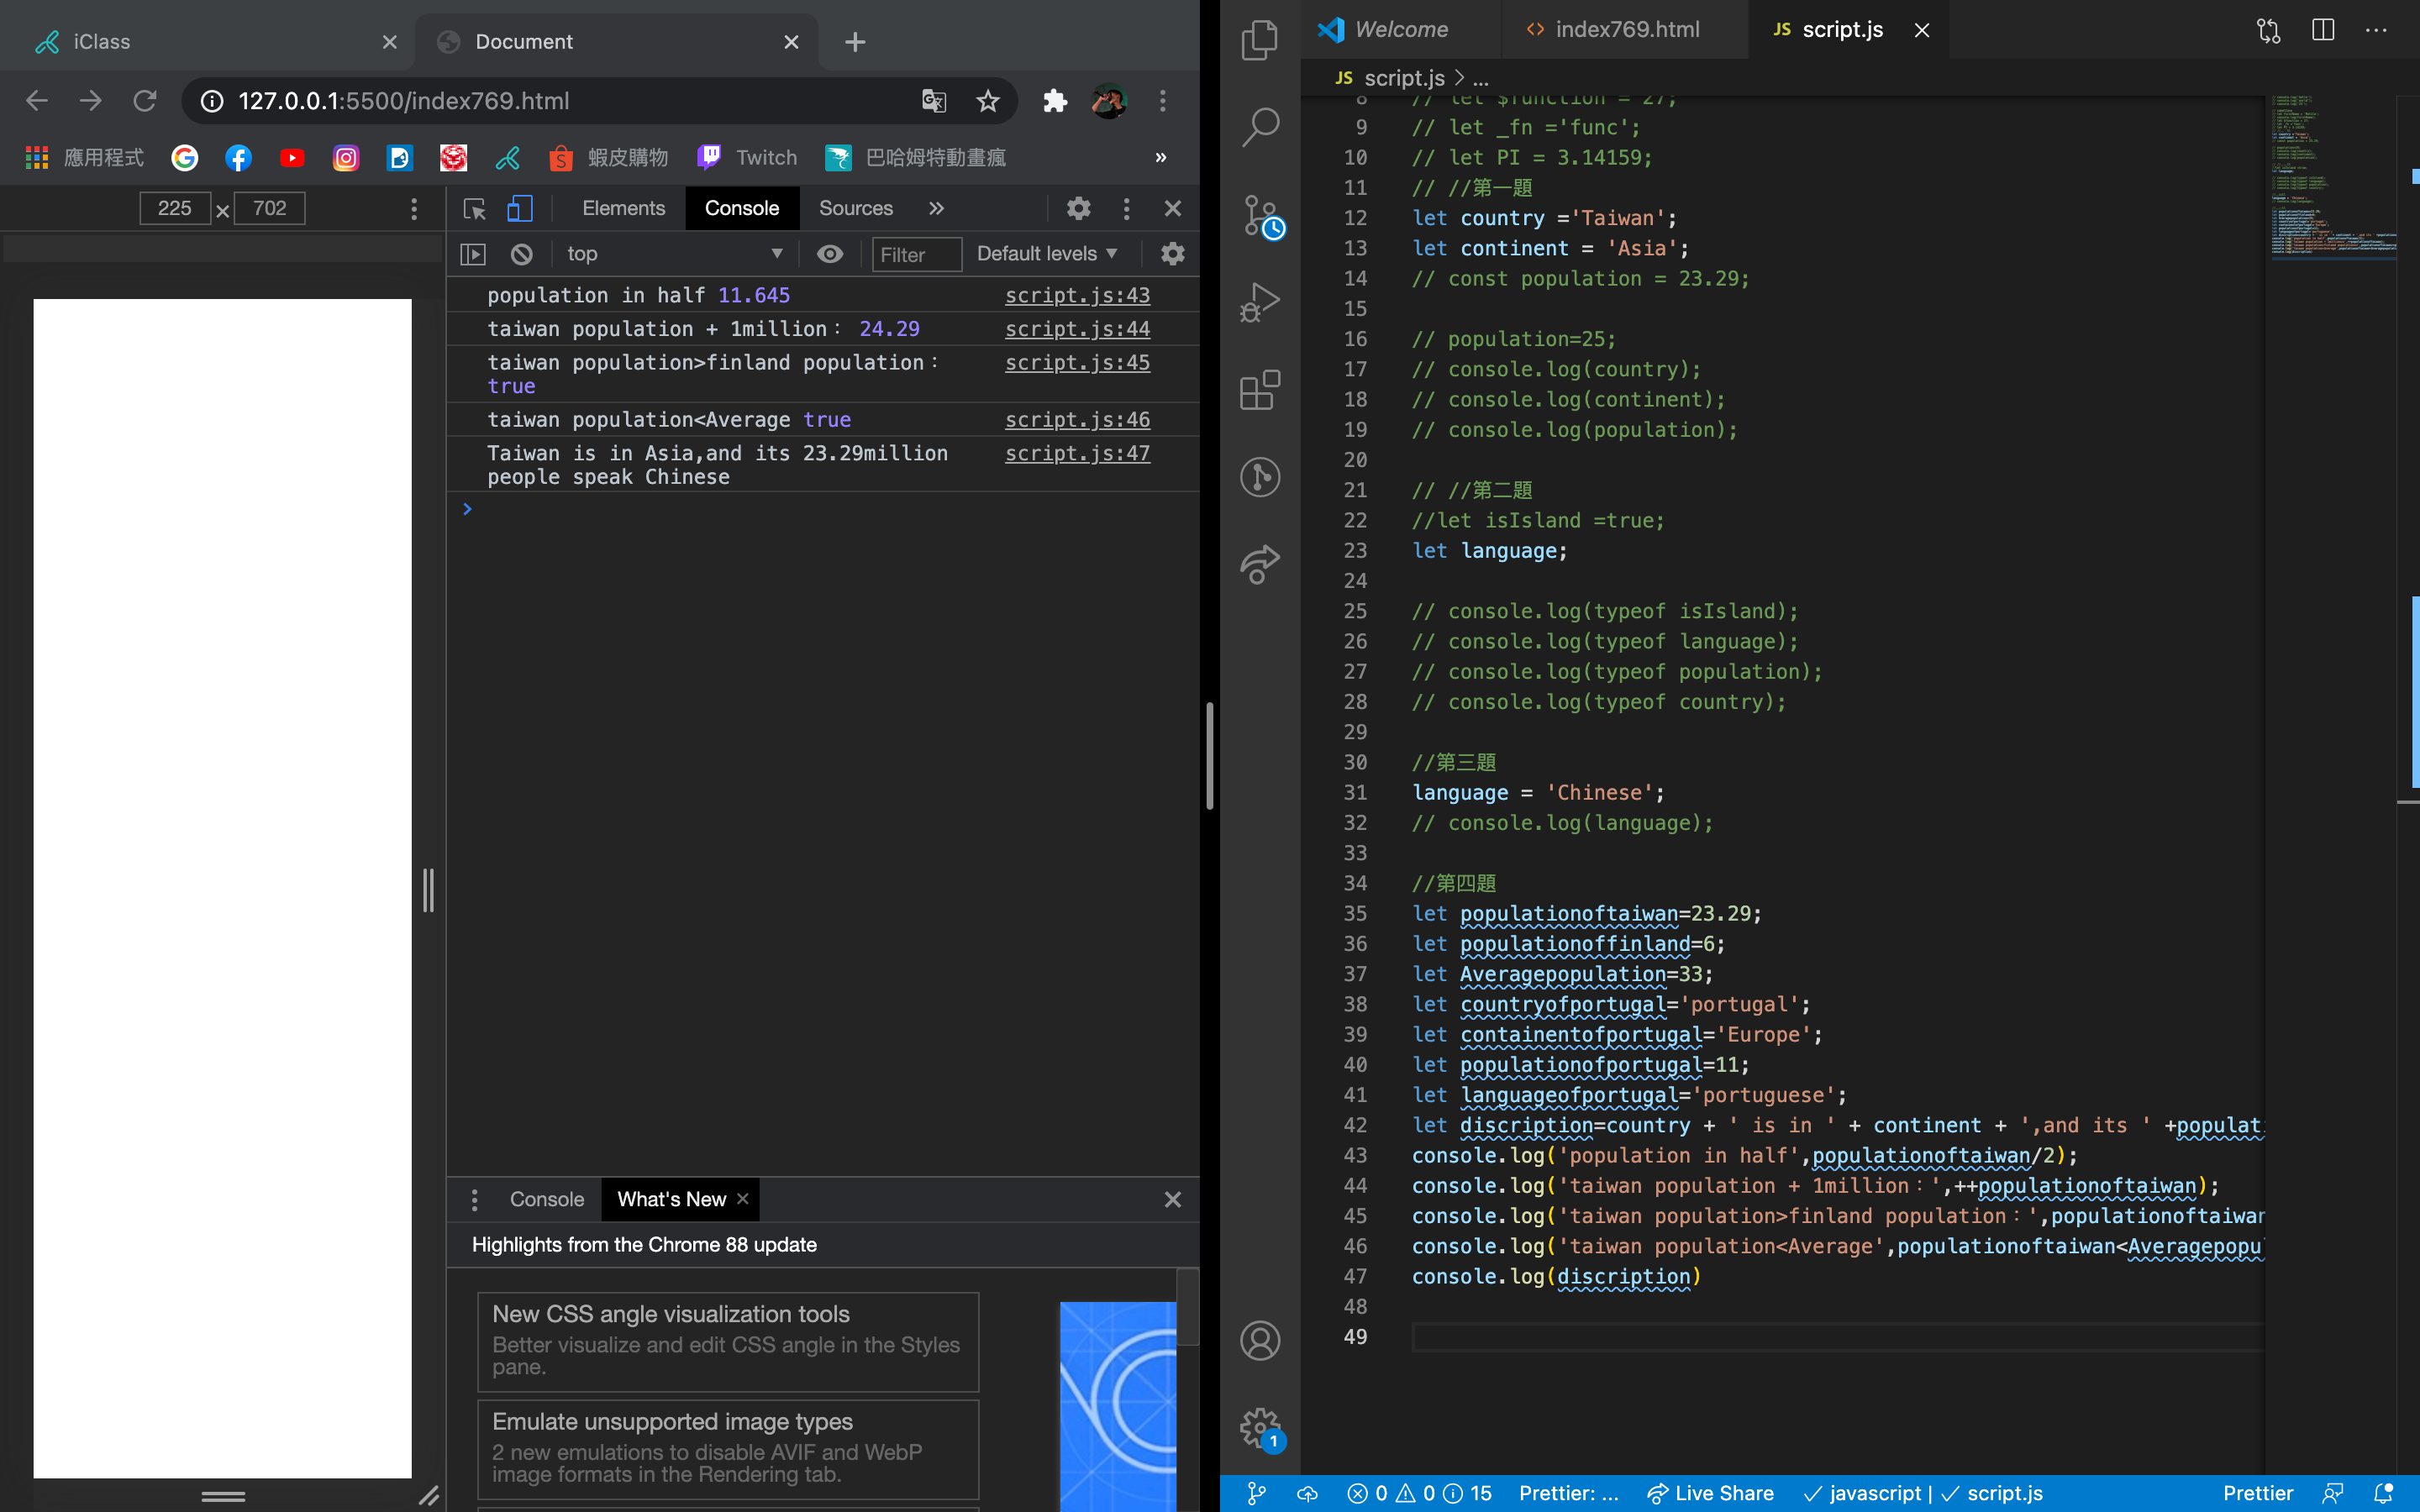 iClass
Document
127.0.0.1:5500/index769.html
應用程式
蝦皮購物
Twitch
巴哈姆特動畫瘋
»
225 × 702
Elements
Console
Sources
»
top
Filter
Default levels
population in half 11.645 script.js:43
taiwan population + 1million： 24.29 script.js:44
taiwan population>finland population： script.js:45
true
taiwan population<Average true script.js:46
Taiwan is in Asia,and its 23.29million script.js:47
people speak Chinese
Console
What's New
Highlights from the Chrome 88 update
New CSS angle visualization tools
Better visualize and edit CSS angle in the Styles
pane.
Emulate unsupported image types
2 new emulations to disable AVIF and WebP
image formats in the Rendering tab.
Welcome
index769.html
JS script.js
JS script.js > ...
8 // let $function = 27;
9 // let _fn ='func';
10 // let PI = 3.14159;
11 // //第一題
12 let country ='Taiwan';
13 let continent = 'Asia';
14 // const population = 23.29;
15
16 // population=25;
17 // console.log(country);
18 // console.log(continent);
19 // console.log(population);
20
21 // //第二題
22 //let isIsland =true;
23 let language;
24
25 // console.log(typeof isIsland);
26 // console.log(typeof language);
27 // console.log(typeof population);
28 // console.log(typeof country);
29
30 //第三題
31 language = 'Chinese';
32 // console.log(language);
33
34 //第四題
35 let populationoftaiwan=23.29;
36 let populationoffinland=6;
37 let Averagepopulation=33;
38 let countryofportugal='portugal';
39 let containentofportugal='Europe';
40 let populationofportugal=11;
41 let languageofportugal='portuguese';
42 let discription=country + ' is in ' + continent + ',and its ' +populat
43 console.log('population in half',populationoftaiwan/2);
44 console.log('taiwan population + 1million：',++populationoftaiwan);
45 console.log('taiwan population>finland population：',populationoftaiwan
46 console.log('taiwan population<Average',populationoftaiwan<Averagepopu
47 console.log(discription)
48
49
1
0 0 15
Prettier: ...
Live Share
javascript | script.js
Prettier